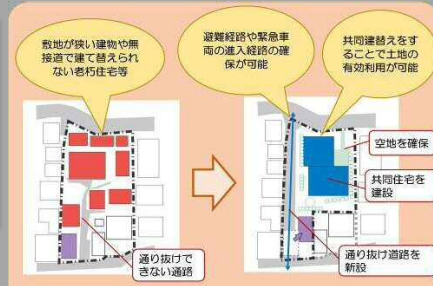 敷地が狭い建物や無
接道で建て替えられ
ない老朽住宅等
避難経路や緊急車
両の進入経路の確
保が可能
共同建替えをす
ることで土地の
有効利用が可能
空地を確保
共同住宅を
建設
通り抜けで
きない通路
通り抜け道路を
新設